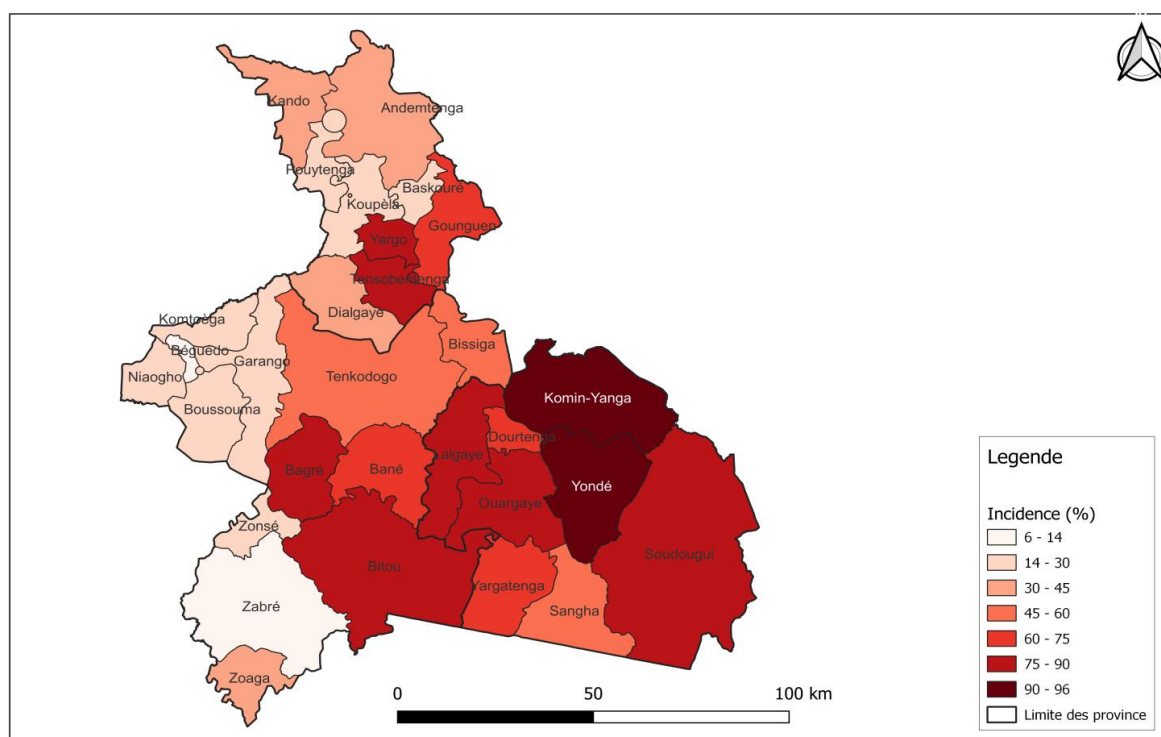 Kando
Andemtenga
Pouytenga
Baskouré
Koupèla
Gounguen
Yargo
Tensobentenga
Dialgaye
Komtoèga
Bissiga
Béguedo
Garango
Niaogho
Tenkodogo
Komin-Yanga
Boussouma
Dourtenga
Lalgaye
Bagré
Bané
Yondé
Ouargaye
Zonsé
Soudougui
Bitou
Yargatenga
Zabré
Sangha
Zoaga
0 50 100 km
Legende
Incidence (%)
6 - 14
14 - 30
30 - 45
45 - 60
60 - 75
75 - 90
90 - 96
Limite des province